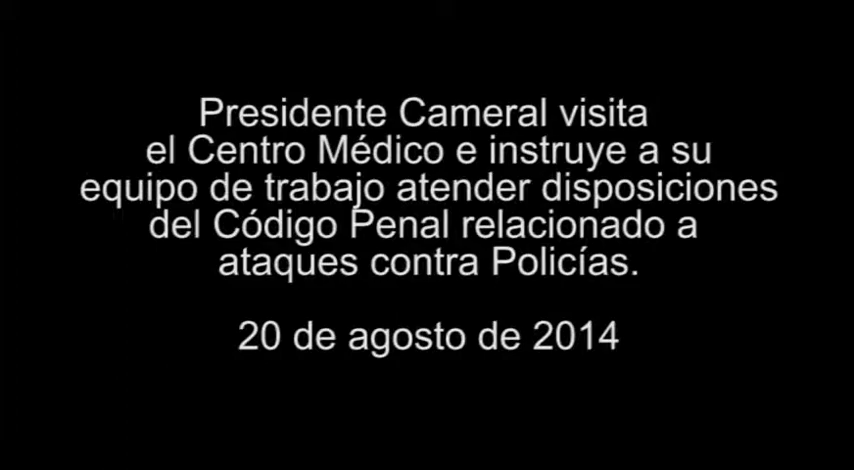 Presidente Cameral visita
el Centro Médico e instruye a su
equipo de trabajo atender disposiciones
del Código Penal relacionado a
ataques contra Policías.
20 de agosto de 2014